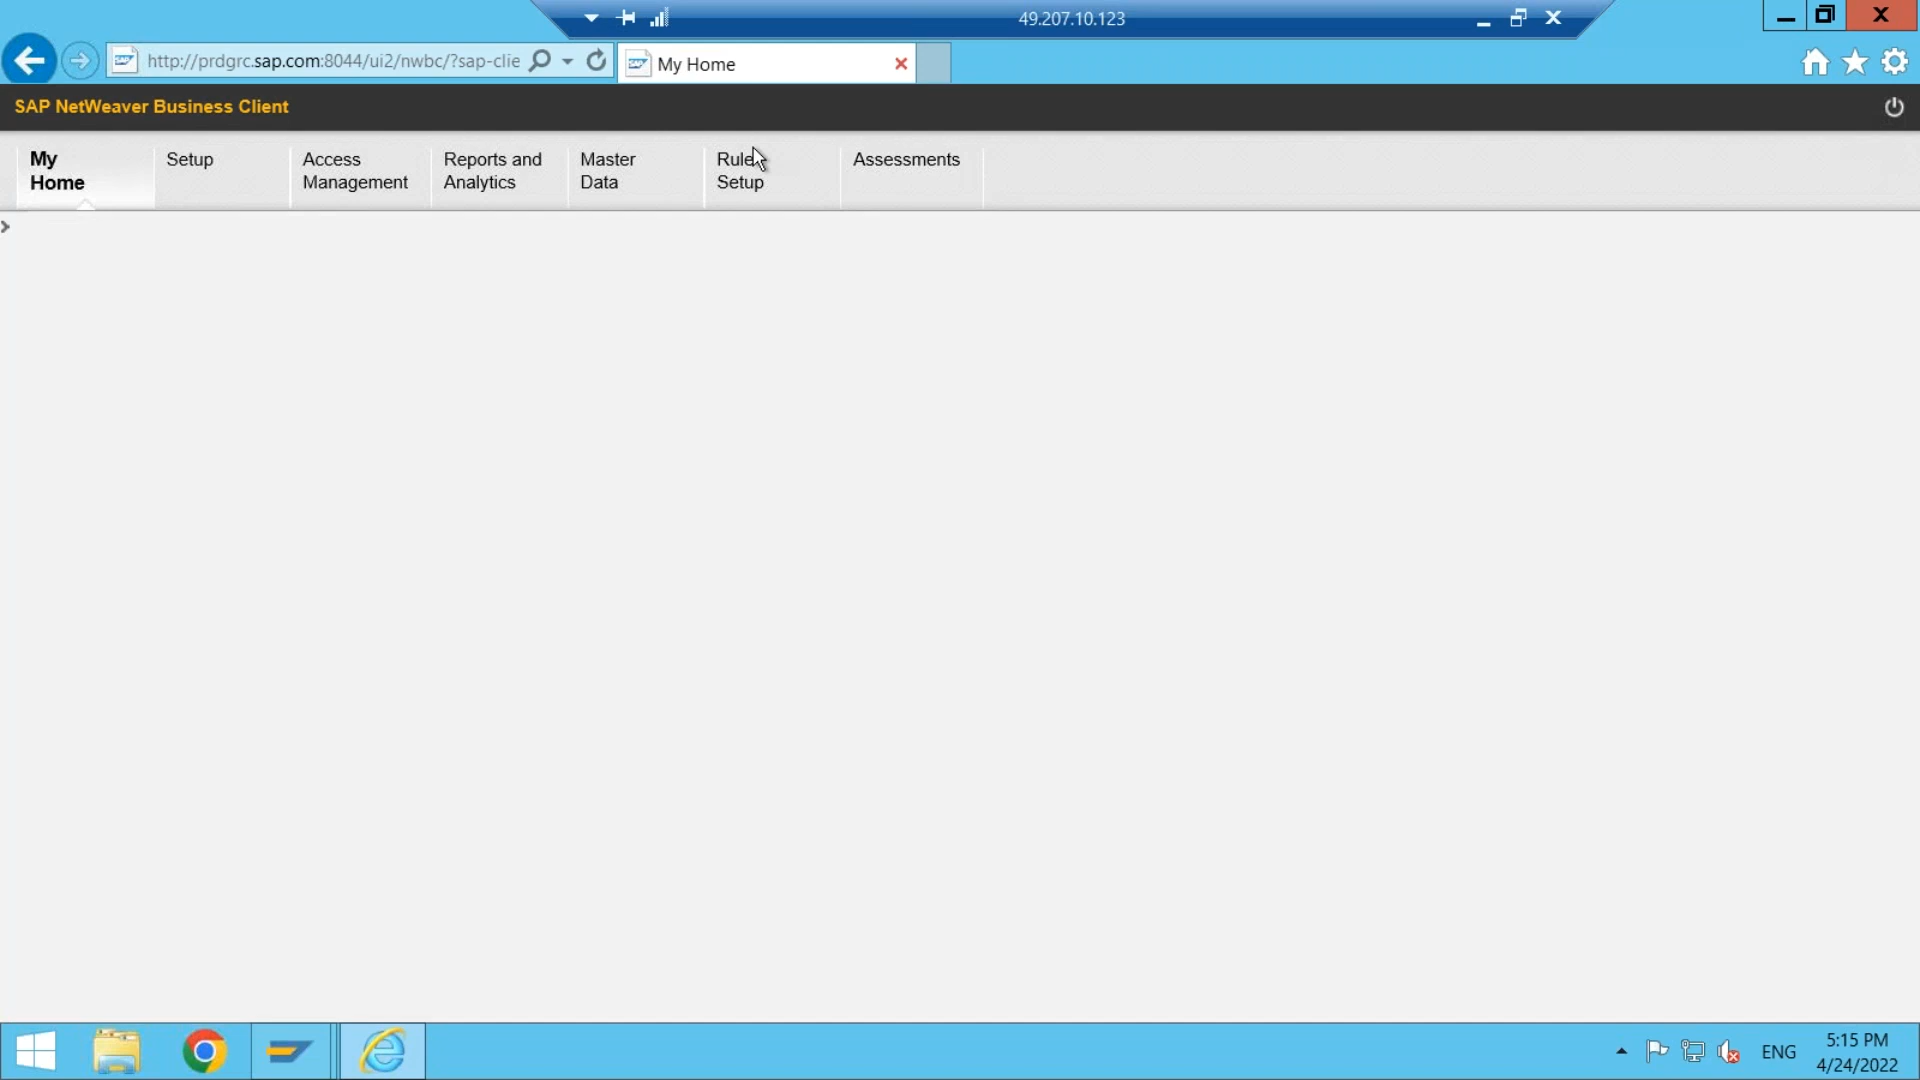 49.207.10.123
http://prdgrc.sap.com:8044/ui2/nwbc/?sap-clie
My Home
SAP NetWeaver Business Client
My Home
Setup
Access Management
Reports and Analytics
Master Data
Rule Setup
Assessments
ENG
5:15 PM
4/24/2022